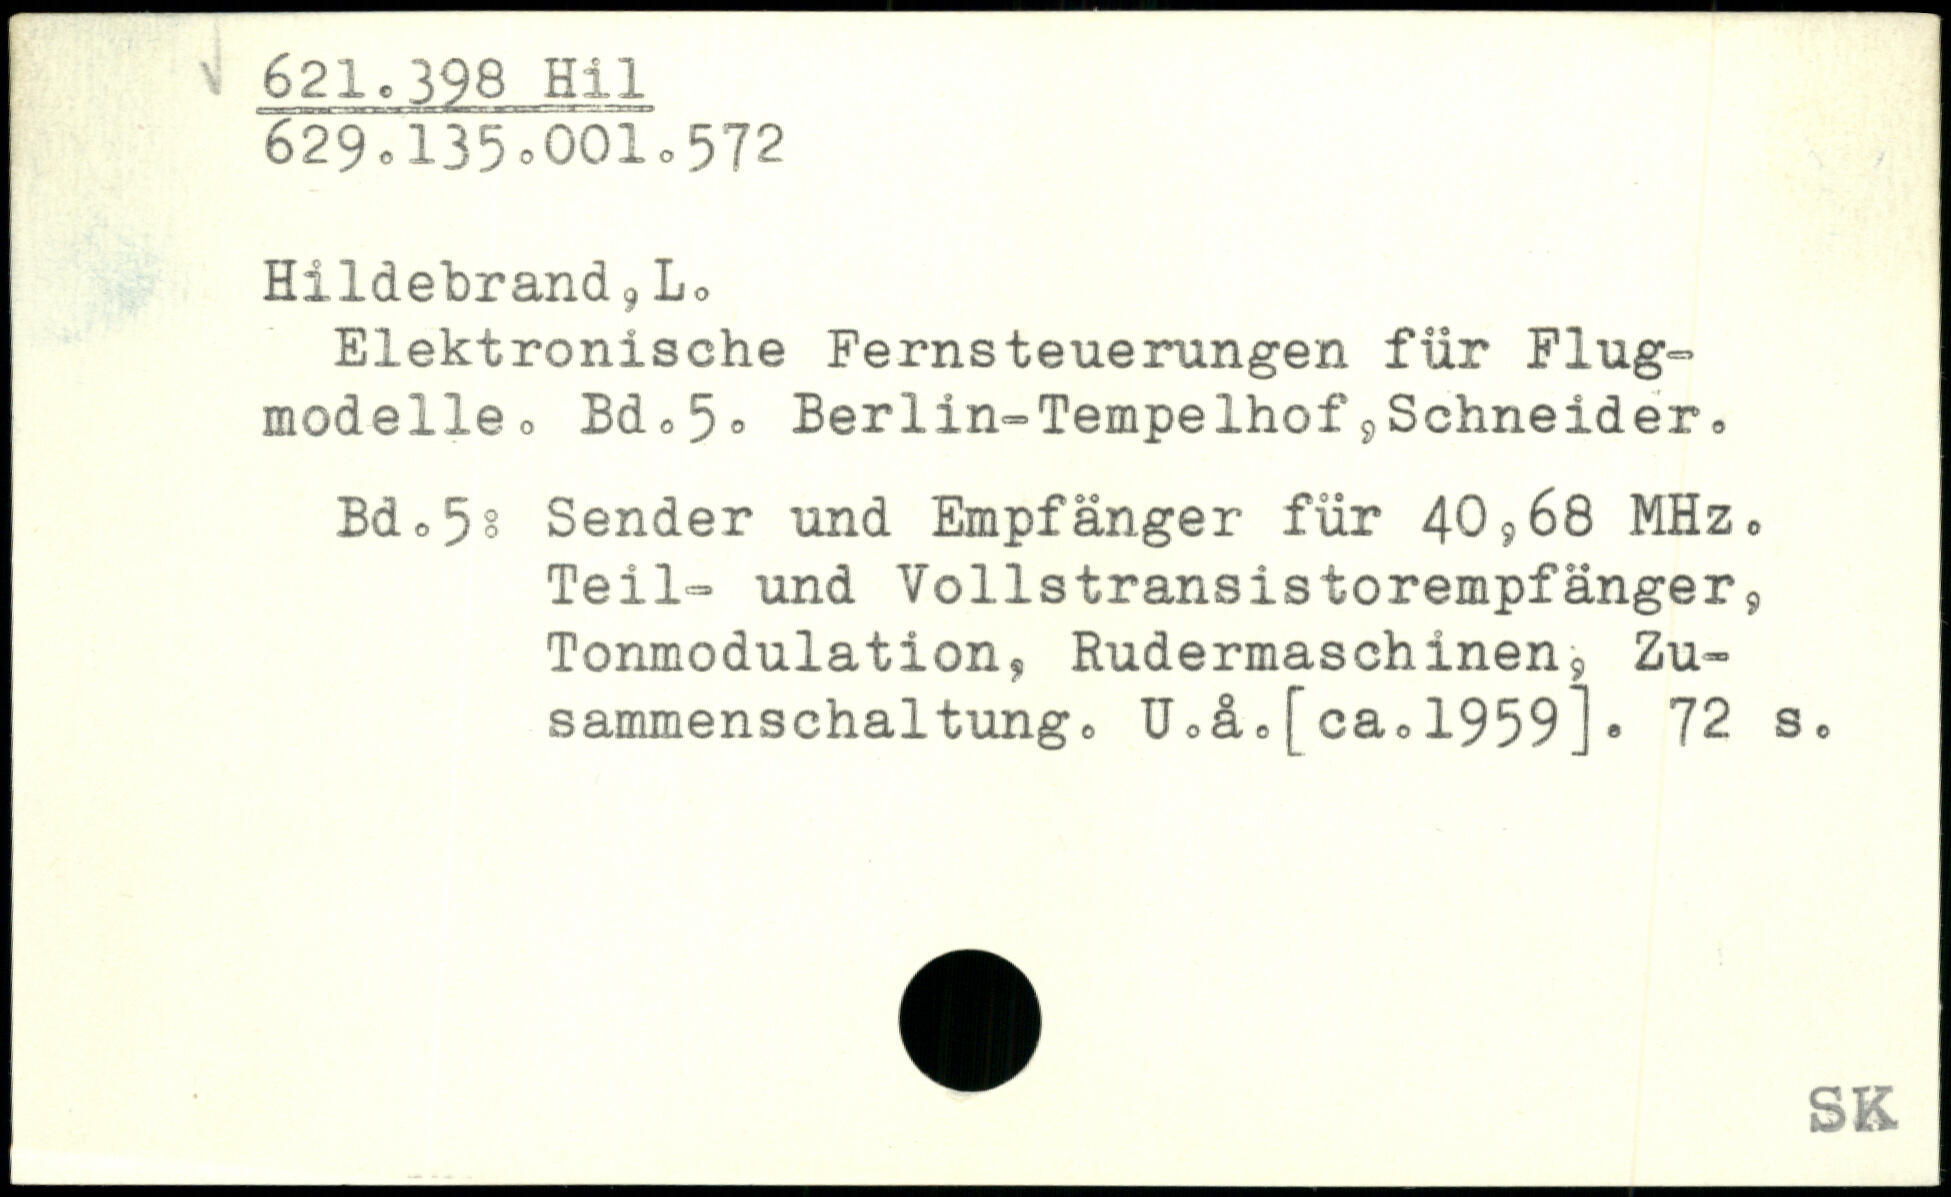 621.398 Hil
629.135.001.572
Hildebrand,L.
Elektronische Fernsteuerungen für Flug-
modelle. Bd.5. Berlin-Tempelhof,Schneider.
Bd.5: Sender und Empfänger für 40,68 MHz.
Teil- und Vollstransistorempfänger,
Tonmodulation, Rudermaschinen, Zu-
sammenschaltung. U.å.[ca.1959]. 72 s.
SK